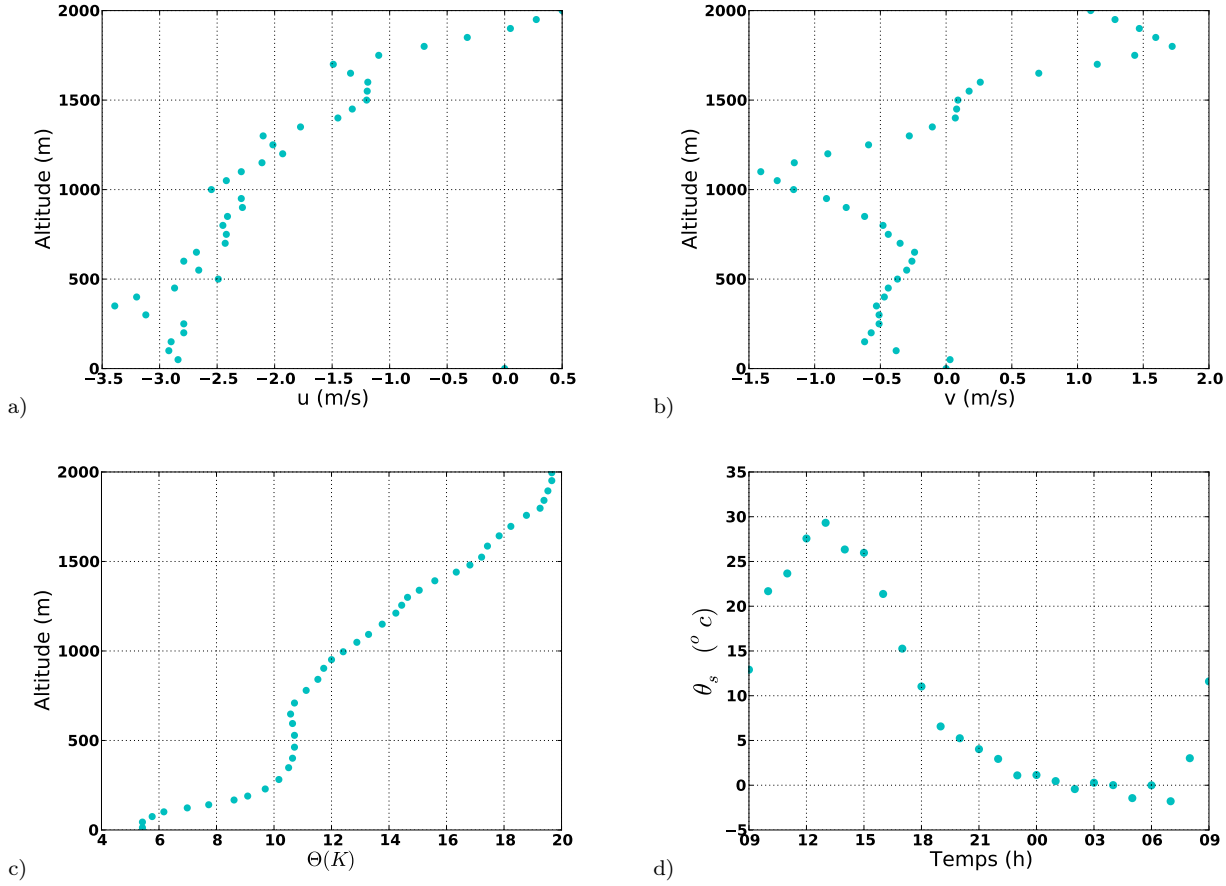 2000
1500
1000
500
0
Altitude (m)
−3.5 −3.0 −2.5 −2.0 −1.5 −1.0 −0.5 0.0 0.5
u (m/s)
a)
2000
1500
1000
500
0
Altitude (m)
−1.5 −1.0 −0.5 0.0 0.5 1.0 1.5 2.0
v (m/s)
b)
2000
1500
1000
500
0
Altitude (m)
4 6 8 10 12 14 16 18 20
Θ(K)
c)
35
30
25
20
15
10
5
0
−5
θs (° c)
09 12 15 18 21 00 03 06 09
Temps (h)
d)